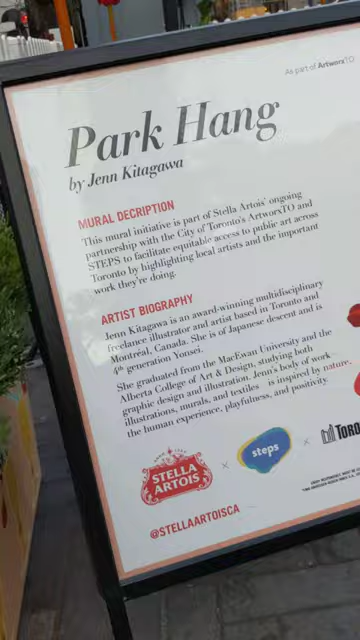 As part of ArtworxTO
Park Hang
by Jenn Kitagawa
MURAL DECRIPTION
This mural initiative is part of Stella Artois' ongoing
partnership with the City of Toronto's ArtworxTO and
STEPS to facilitate equitable access to public art across
Toronto by highlighting local artists and the important
work they're doing.
ARTIST BIOGRAPHY
Jenn Kitagawa is an award-winning multidisciplinary
freelance illustrator and artist based in Toronto and
Montréal, Canada. She is of Japanese descent and is
4th generation Yonsei.
She graduated from the MacEwan University and the
Alberta College of Art & Design, studying both
graphic design and illustration. Jenn's body of work –
illustrations, murals, and textiles – is inspired by nature,
the human experience, playfulness, and positivity.
STELLA
ARTOIS
x
steps
x
TORO
@STELLAARTOISCA